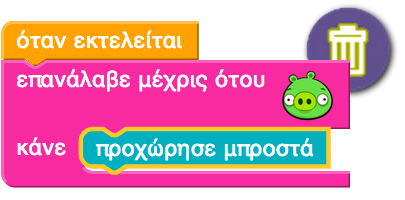 όταν εκτελείται
επανάλαβε μέχρις ότου
κάνε προχώρησε μπροστά